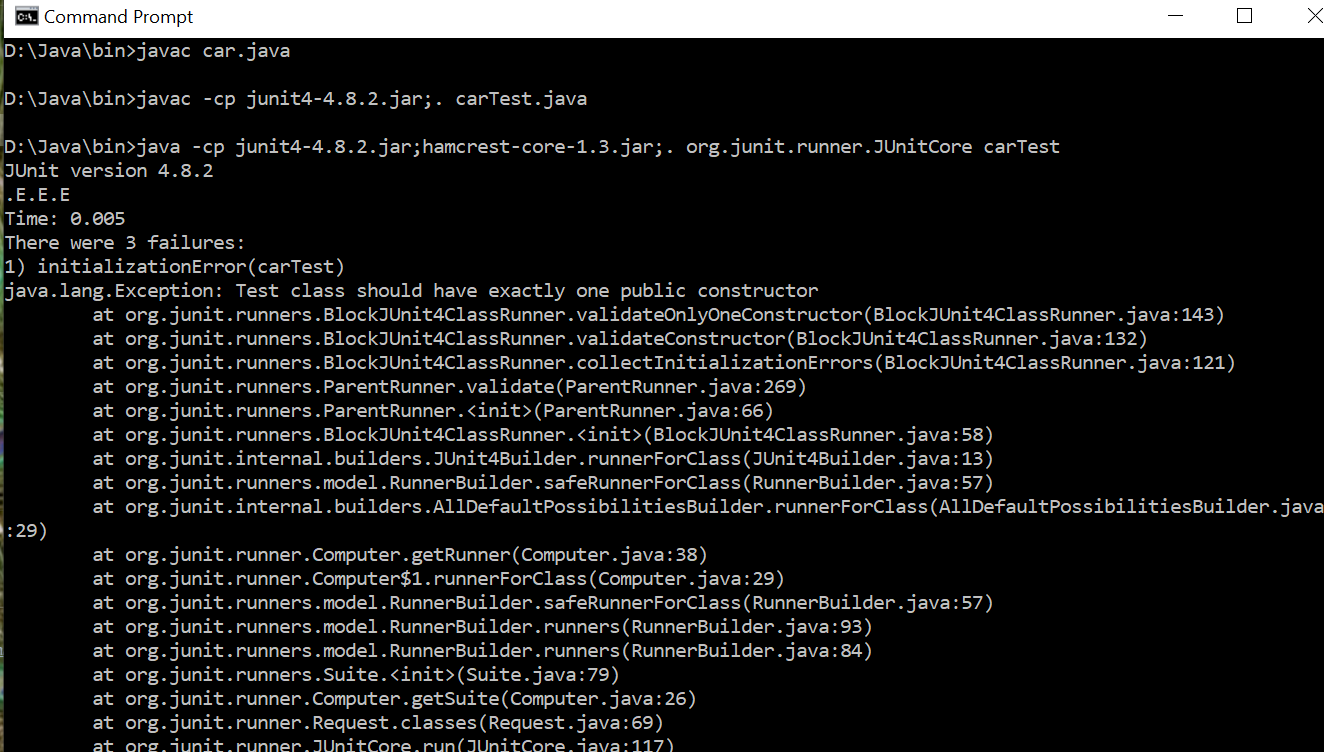 Command Prompt
D:\Java\bin>javac car.java
D:\Java\bin>javac -cp junit4-4.8.2.jar;. carTest.java
D:\Java\bin>java -cp junit4-4.8.2.jar;hamcrest-core-1.3.jar;. org.junit.runner.JUnitCore carTest
JUnit version 4.8.2
.E.E.E
Time: 0.005
There were 3 failures:
1) initializationError(carTest)
java.lang.Exception: Test class should have exactly one public constructor
        at org.junit.runners.BlockJUnit4ClassRunner.validateOnlyOneConstructor(BlockJUnit4ClassRunner.java:143)
        at org.junit.runners.BlockJUnit4ClassRunner.validateConstructor(BlockJUnit4ClassRunner.java:132)
        at org.junit.runners.BlockJUnit4ClassRunner.collectInitializationErrors(BlockJUnit4ClassRunner.java:121)
        at org.junit.runners.ParentRunner.validate(ParentRunner.java:269)
        at org.junit.runners.ParentRunner.<init>(ParentRunner.java:66)
        at org.junit.runners.BlockJUnit4ClassRunner.<init>(BlockJUnit4ClassRunner.java:58)
        at org.junit.internal.builders.JUnit4Builder.runnerForClass(JUnit4Builder.java:13)
        at org.junit.runners.model.RunnerBuilder.safeRunnerForClass(RunnerBuilder.java:57)
        at org.junit.internal.builders.AllDefaultPossibilitiesBuilder.runnerForClass(AllDefaultPossibilitiesBuilder.java
:29)
        at org.junit.runner.Computer.getRunner(Computer.java:38)
        at org.junit.runner.Computer$1.runnerForClass(Computer.java:29)
        at org.junit.runners.model.RunnerBuilder.safeRunnerForClass(RunnerBuilder.java:57)
        at org.junit.runners.model.RunnerBuilder.runners(RunnerBuilder.java:93)
        at org.junit.runners.model.RunnerBuilder.runners(RunnerBuilder.java:84)
        at org.junit.runners.Suite.<init>(Suite.java:79)
        at org.junit.runner.Computer.getSuite(Computer.java:26)
        at org.junit.runner.Request.classes(Request.java:69)
        at org.junit.runner.JUnitCore.run(JUnitCore.java:117)